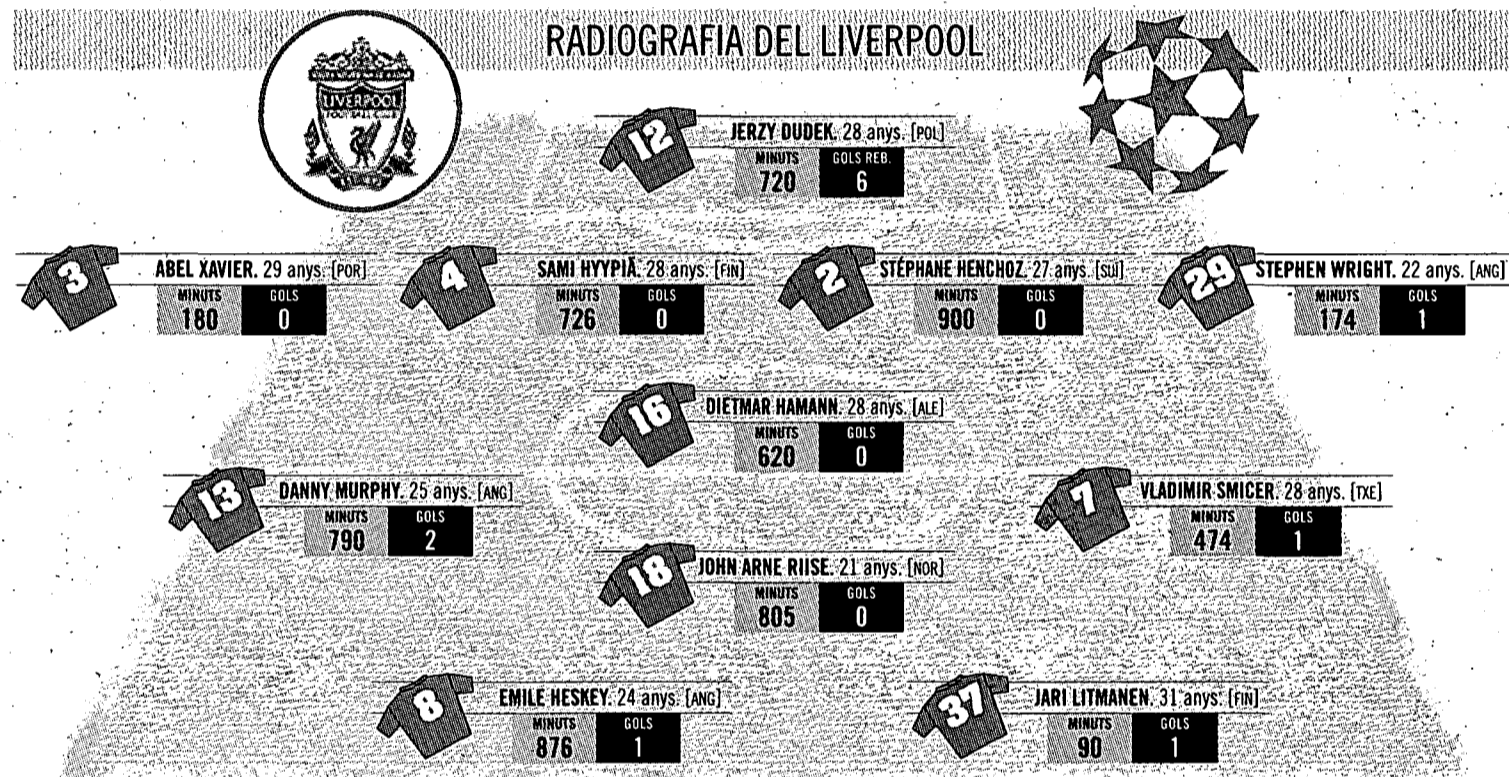 RADIOGRAFIA DEL LIVERPOOL
LIVERPOOL
FOOTBALL CLUB
12
JERZY DUDEK. 28 anys. [POL]
MINUTS GOLS REB.
720 6
3
ABEL XAVIER. 29 anys. [POR]
MINUTS GOLS
180 0
4
SAMI HYYPIÄ. 28 anys. [FIN]
MINUTS GOLS
726 0
2
STÉPHANE HENCHOZ. 27 anys. [SUÏ]
MINUTS GOLS
900 0
29
STEPHEN WRIGHT. 22 anys. [ANG]
MINUTS GOLS
174 1
16
DIETMAR HAMANN. 28 anys. [ALE]
MINUTS GOLS
620 0
13
DANNY MURPHY. 25 anys. [ANG]
MINUTS GOLS
790 2
7
VLADIMIR SMICER. 28 anys. [TXE]
MINUTS GOLS
474 1
18
JOHN ARNE RIISE. 21 anys. [NOR]
MINUTS GOLS
805 0
8
EMILE HESKEY. 24 anys. [ANG]
MINUTS GOLS
876 1
37
JARI LITMANEN. 31 anys. [FIN]
MINUTS GOLS
90 1